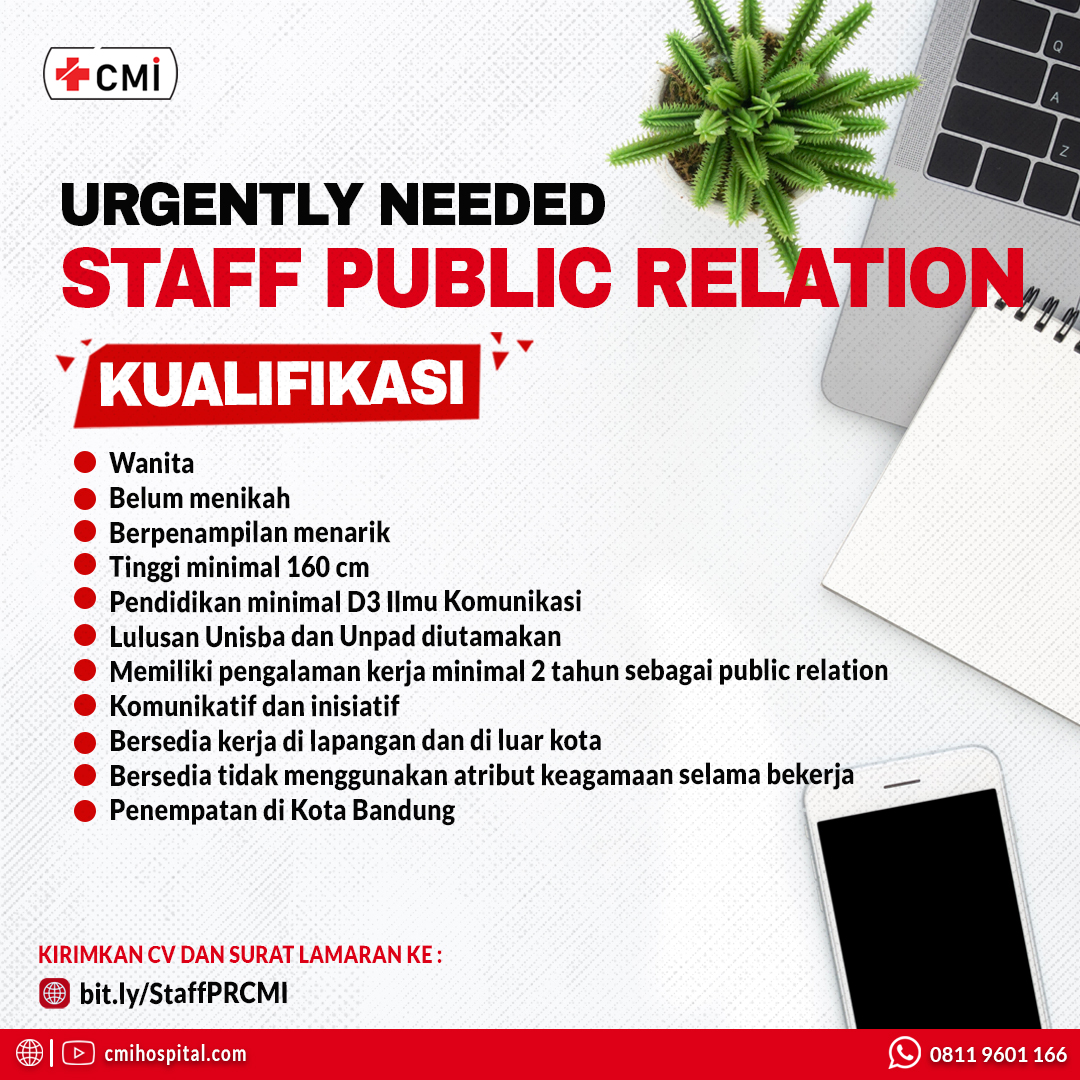 CMI
URGENTLY NEEDED
STAFF PUBLIC RELATION
KUALIFIKASI
Wanita
Belum menikah
Berpenampilan menarik
Tinggi minimal 160 cm
Pendidikan minimal D3 Ilmu Komunikasi
Lulusan Unisba dan Unpad diutamakan
Memiliki pengalaman kerja minimal 2 tahun sebagai public relation
Komunikatif dan inisiatif
Bersedia kerja di lapangan dan di luar kota
Bersedia tidak menggunakan atribut keagamaan selama bekerja
Penempatan di Kota Bandung
KIRIMKAN CV DAN SURAT LAMARAN KE :
bit.ly/StaffPRCMI
cmihospital.com
0811 9601 166
Q
A
Z